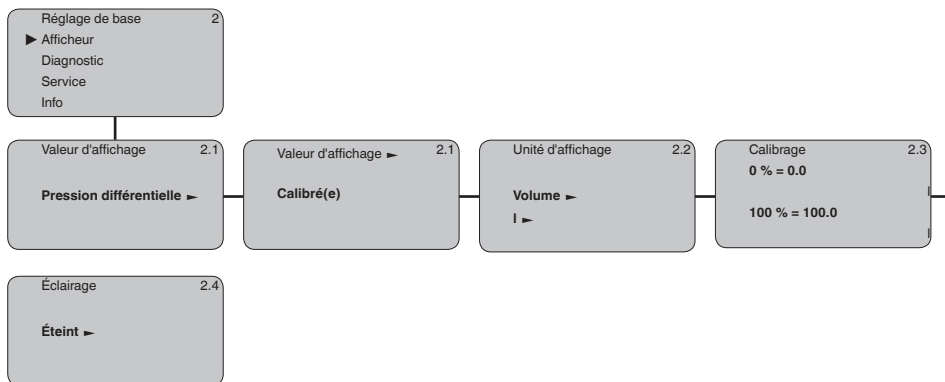 Réglage de base 2
▶ Afficheur
Diagnostic
Service
Info
Valeur d'affichage 2.1
Pression différentielle ►
Valeur d'affichage ► 2.1
Calibré(e)
Unité d'affichage 2.2
Volume ►
l ►
Calibrage 2.3
0 % = 0.0
l
100 % = 100.0
l
Éclairage 2.4
Éteint ►